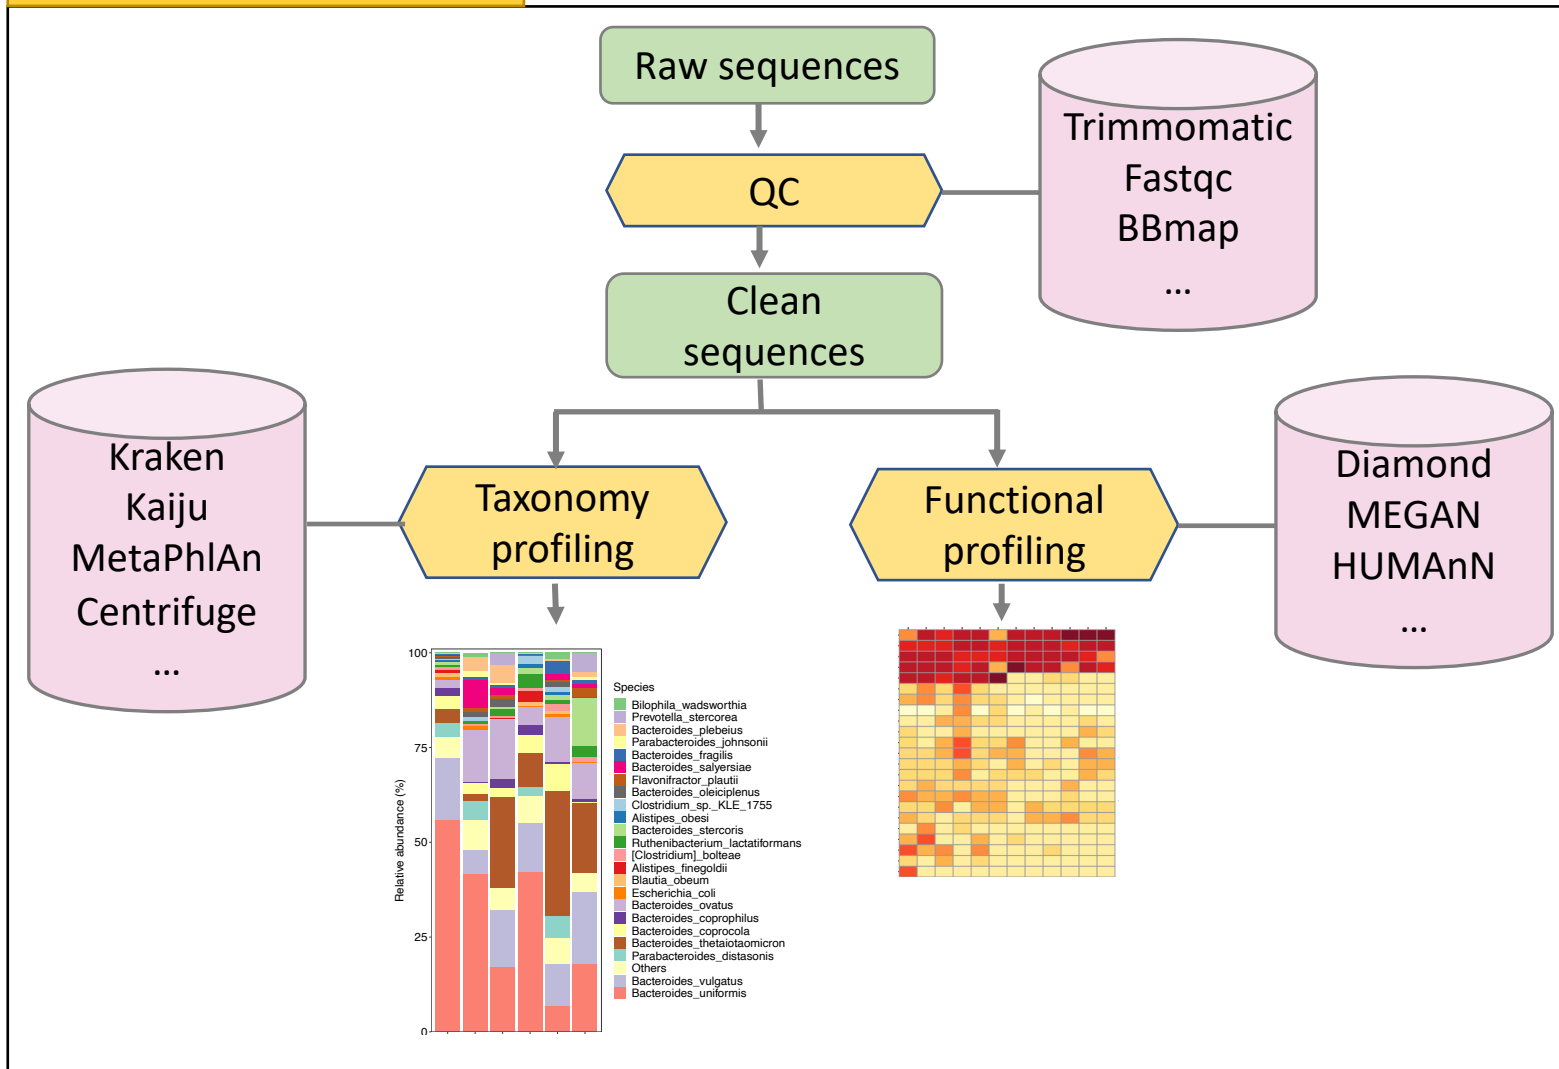 Raw sequences
Trimmomatic
Fastqc
BBmap
...
QC
Clean
sequences
Kraken
Kaiju
MetaPhlAn
Centrifuge
...
Taxonomy
profiling
Functional
profiling
Diamond
MEGAN
HUMAnN
...
100
75
50
25
0
Relative abundance (%)
Species
Bilophila_wadsworthia
Prevotella_stercorea
Bacteroides_plebeius
Parabacteroides_johnsonii
Bacteroides_fragilis
Bacteroides_salyersiae
Flavonifractor_plautii
Bacteroides_oleiciplenus
Clostridium_sp._KLE_1755
Alistipes_obesi
Bacteroides_stercoris
Ruthenibacterium_lactatiformans
[Clostridium]_bolteae
Alistipes_finegoldii
Blautia_obeum
Escherichia_coli
Bacteroides_ovatus
Bacteroides_coprophilus
Bacteroides_coprocola
Bacteroides_thetaiotaomicron
Parabacteroides_distasonis
Others
Bacteroides_vulgatus
Bacteroides_uniformis